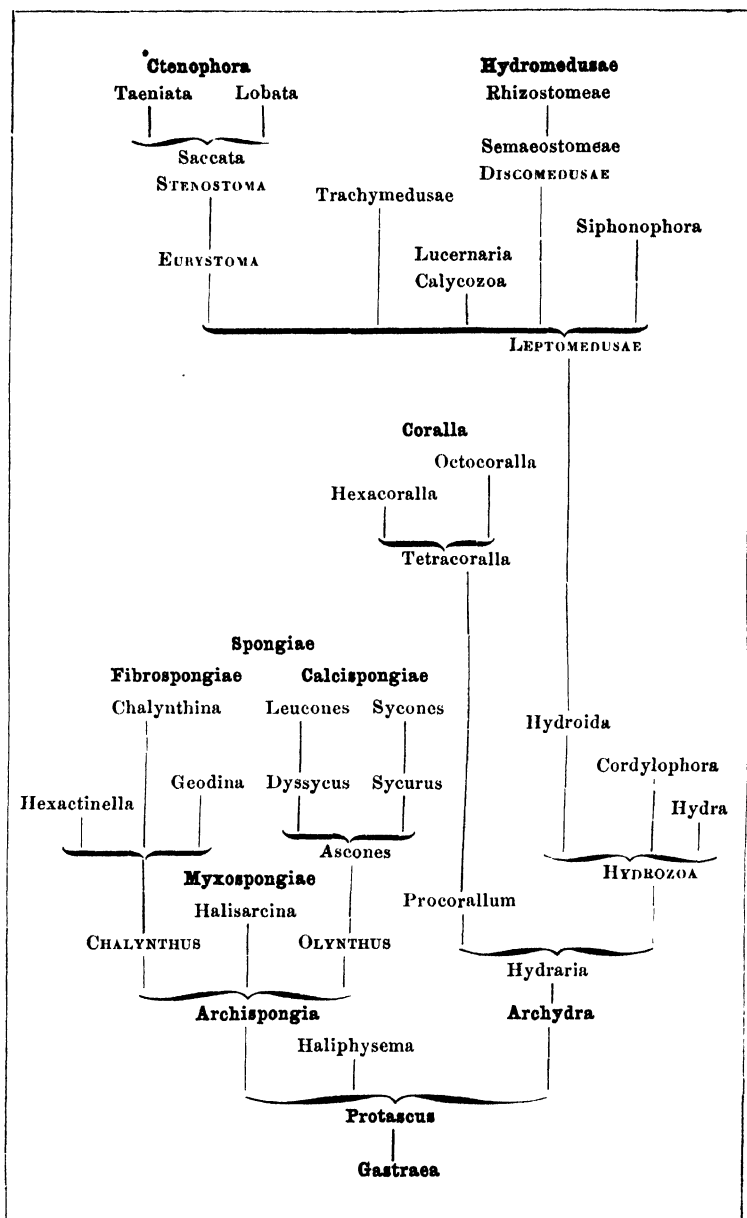 Ctenophora Hydromedusae
Taeniata Lobata Rhizostomeae
Semaeostomeae
Saccata
DISCOMEDUSAE
STENOSTOMA
Trachymedusae
Siphonophora
EURYSTOMA
Lucernaria
Calycozoa
LEPTOMEDUSAE
Coralla
Octocoralla
Hexacoralla
Tetracoralla
Spongiae
Fibrospongiae Calcispongiae
Chalynthina Leucones Sycones
Hydroida
Cordylophora
Geodina Dyssycus Sycurus
Hexactinella
Hydra
Ascones
HYDROZOA
Myxospongiae
Procorallum
Halisarcina
CHALYNTHUS OLYNTHUS
Hydraria
Archispongia Archydra
Haliphysema
Protascus
Gastraea